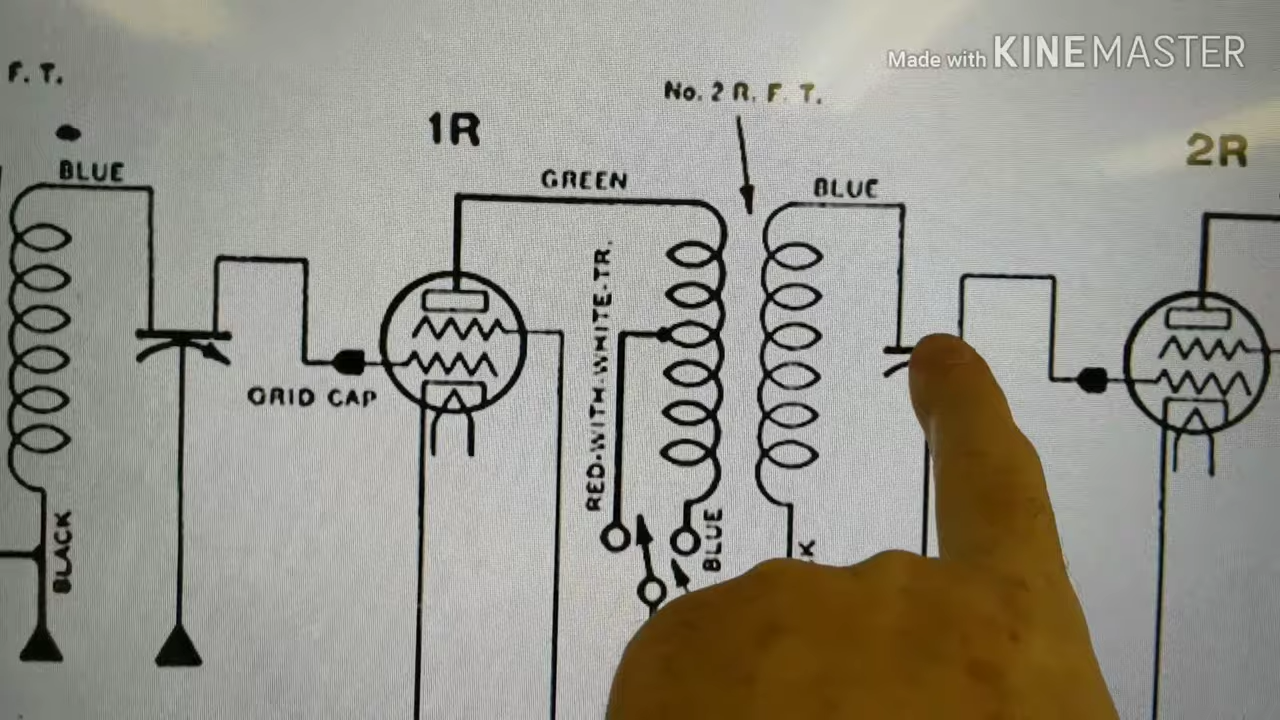 Made with KINEMASTER
F. T.
No. 2 R. F. T.
1R
2R
BLUE
GREEN
BLUE
RED-WITH-WHITE-TR.
GRID CAP
BLACK
BLUE
K